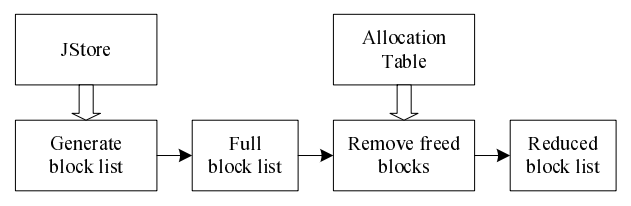 JStore
Allocation
Table
Generate
block list
Full
block list
Remove freed
blocks
Reduced
block list